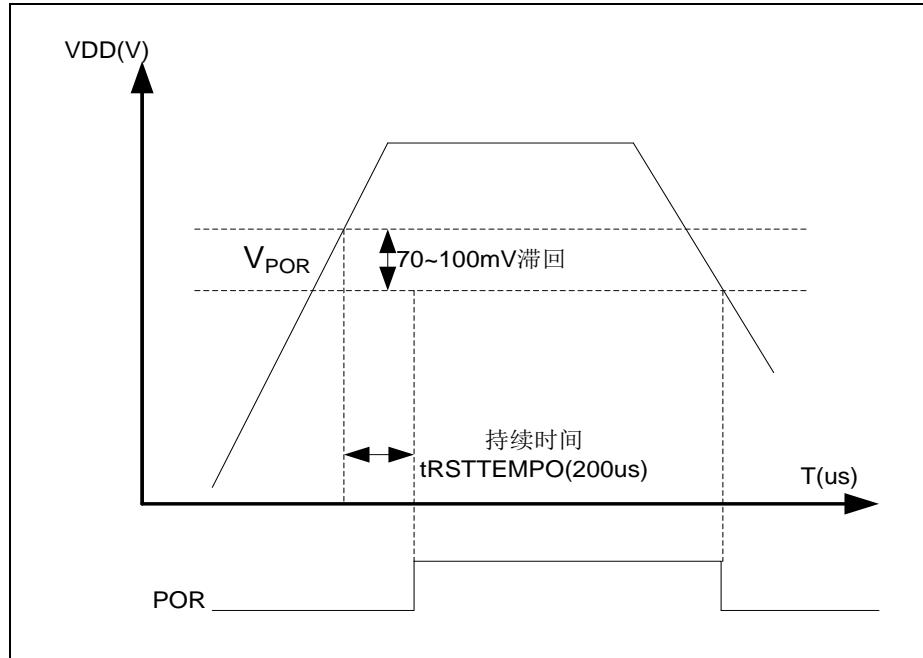 VDD(V)
VPOR
70~100mV滞回
持续时间
tRSTTEMPO(200us)
T(us)
POR